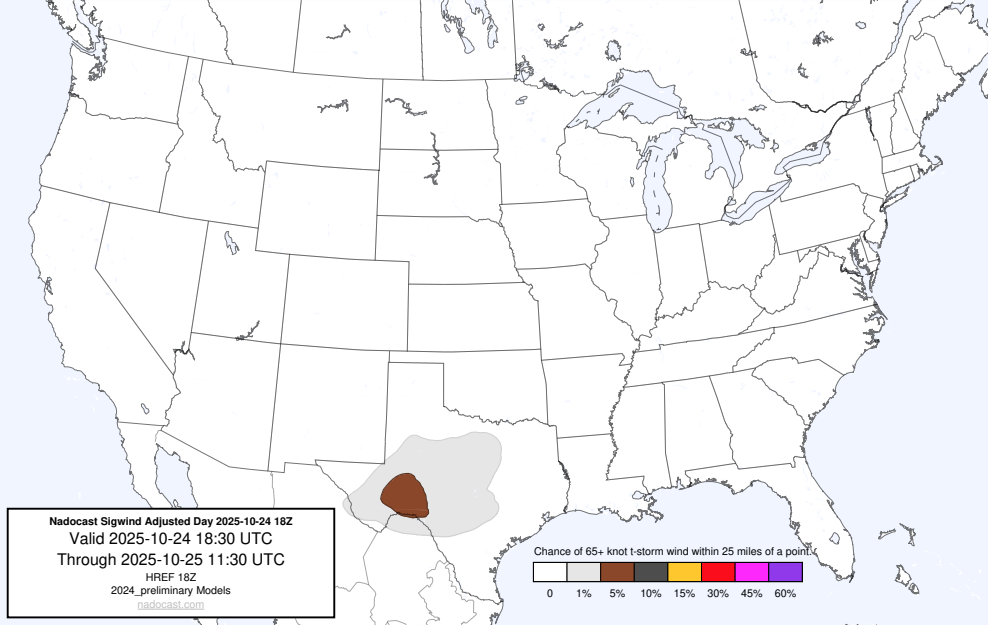 Nadocast Sigwind Adjusted Day 2025-10-24 18Z
Valid 2025-10-24 18:30 UTC
Through 2025-10-25 11:30 UTC
HREF 18Z
2024_preliminary Models
nadocast.com
Chance of 65+ knot t-storm wind within 25 miles of a point.
0 1% 5% 10% 15% 30% 45% 60%